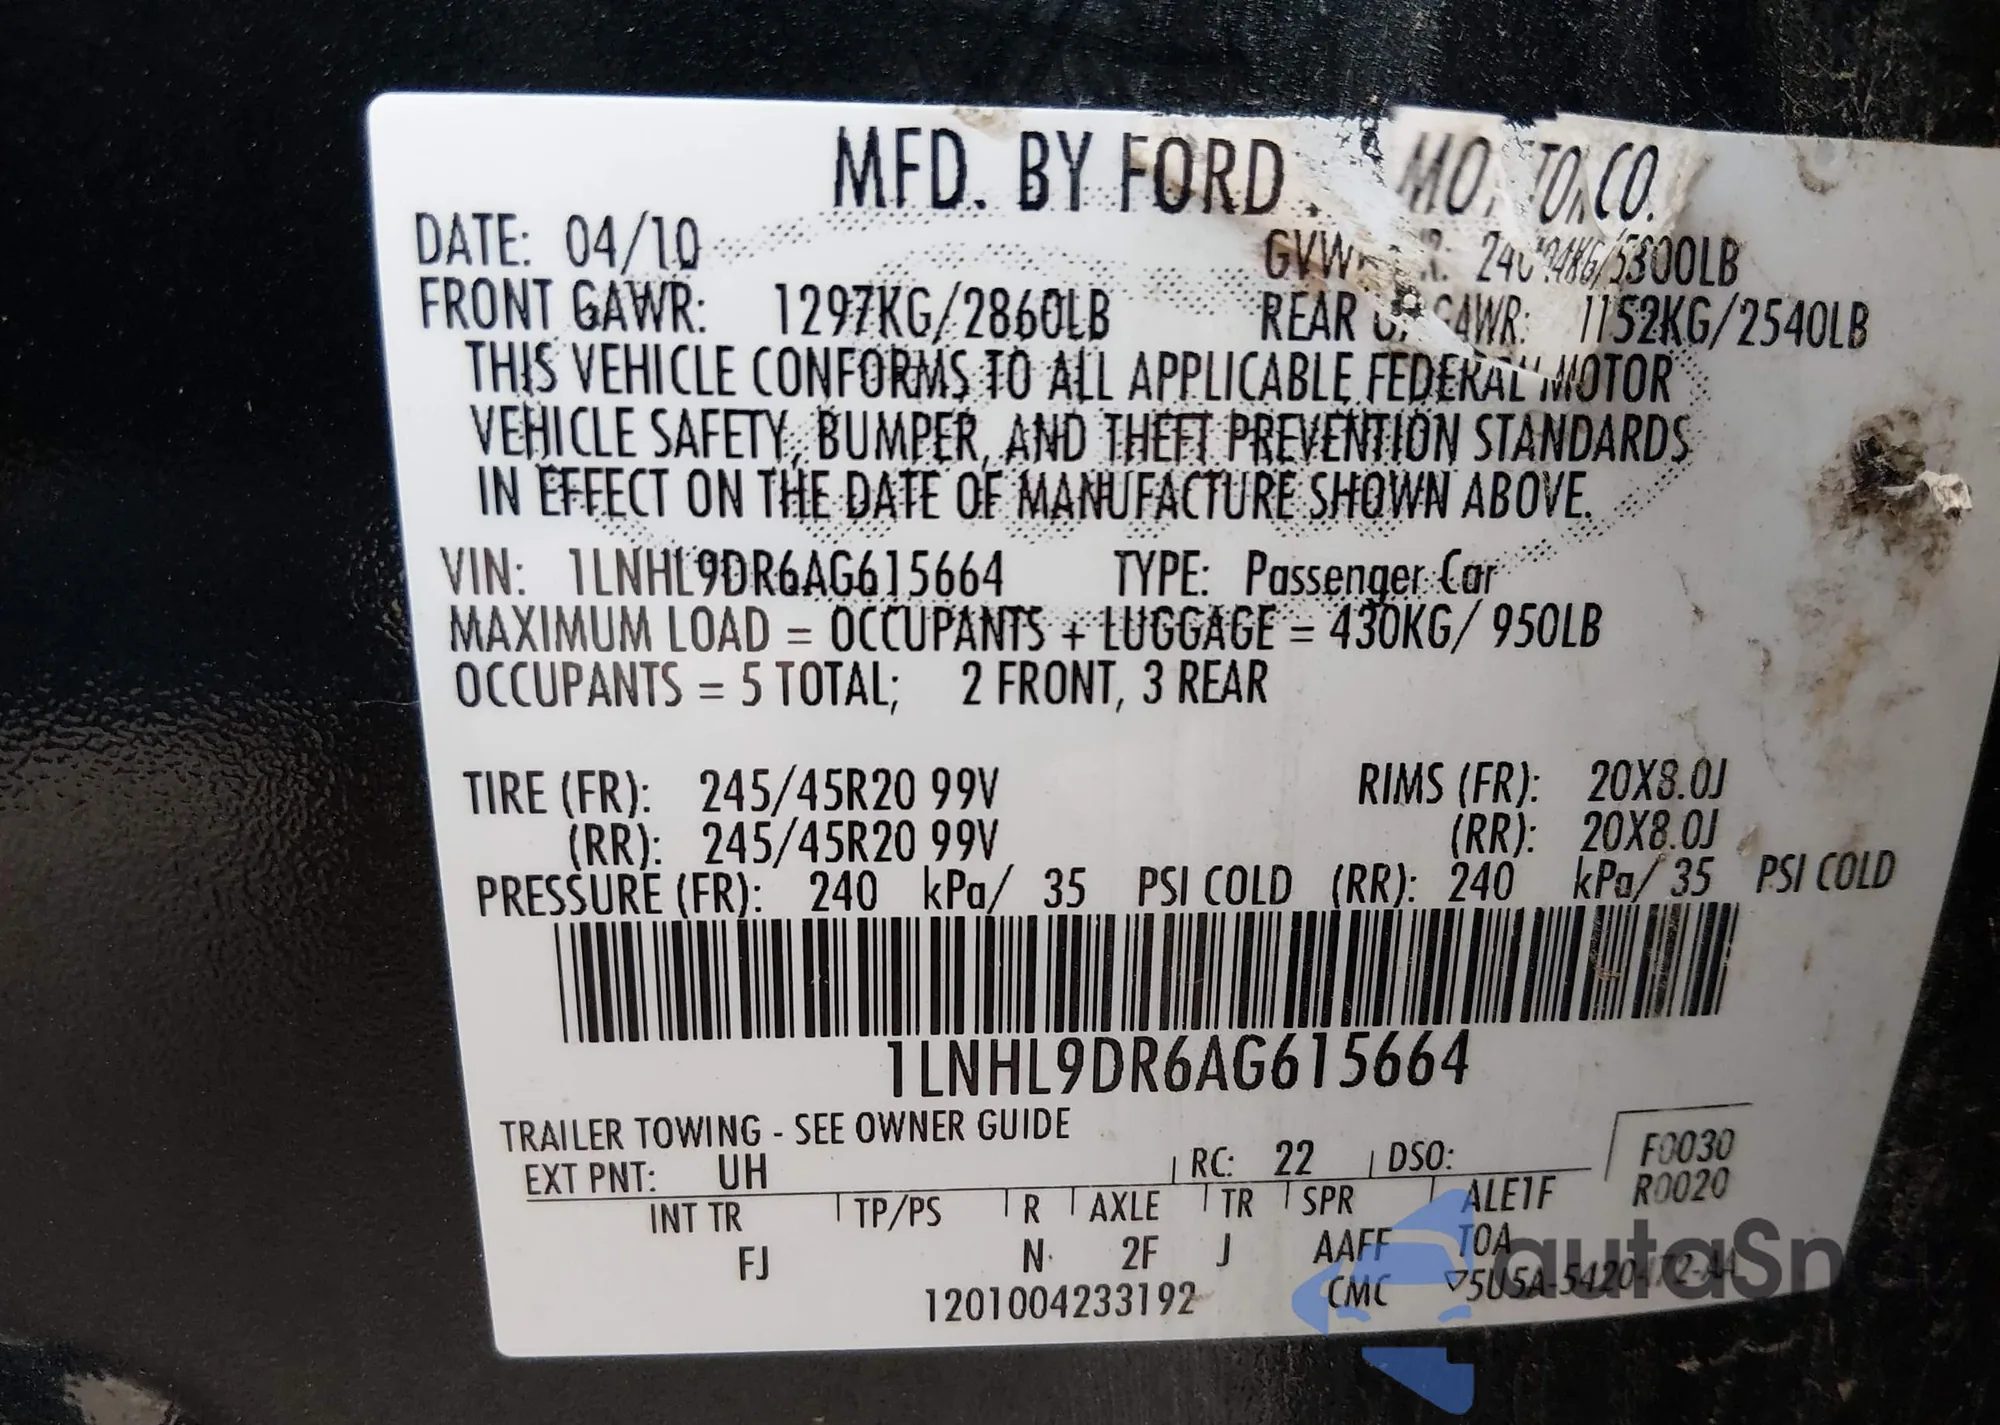 MFD. BY FORD MOTOR CO.
DATE: 04/10
FRONT GAWR: 1297KG/2860LB REAR GAWR: 1152KG/2540LB
THIS VEHICLE CONFORMS TO ALL APPLICABLE FEDERAL MOTOR
VEHICLE SAFETY, BUMPER, AND THEFT PREVENTION STANDARDS
IN EFFECT ON THE DATE OF MANUFACTURE SHOWN ABOVE.
VIN: 1LNHL9DR6AG615664 TYPE: Passenger Car
MAXIMUM LOAD = OCCUPANTS + LUGGAGE = 430KG/ 950LB
OCCUPANTS = 5 TOTAL; 2 FRONT, 3 REAR
TIRE (FR): 245/45R20 99V RIMS (FR): 20X8.0J
(RR): 245/45R20 99V (RR): 20X8.0J
PRESSURE (FR): 240 kPa/ 35 PSI COLD (RR): 240 kPa/ 35 PSI COLD
1LNHL9DR6AG615664
TRAILER TOWING - SEE OWNER GUIDE
EXT PNT: UH RC: 22 DSO: F0030
R0020
INT TR TP/PS R AXLE TR SPR ALE1F
FJ N 2F J AAFF TOA
1201004233192 CMC